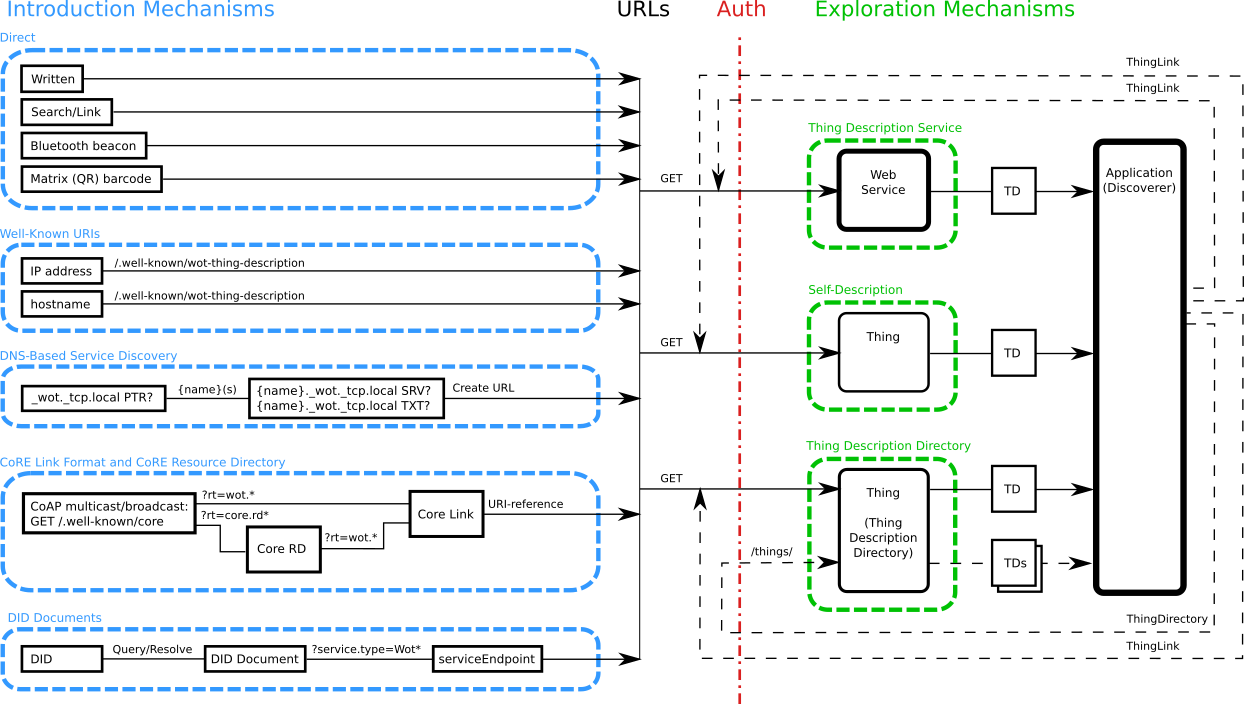 Introduction Mechanisms
URLs
Auth
Exploration Mechanisms
Direct
Written
Search/Link
Bluetooth beacon
Matrix (QR) barcode
Well-Known URIs
IP address
/.well-known/wot-thing-description
hostname
/.well-known/wot-thing-description
DNS-Based Service Discovery
_wot._tcp.local PTR?
{name}(s)
{name}._wot._tcp.local SRV?
{name}._wot._tcp.local TXT?
Create URL
CoRE Link Format and CoRE Resource Directory
CoAP multicast/broadcast:
GET /.well-known/core
?rt=wot.*
?rt=core.rd*
Core RD
?rt=wot.*
Core Link
URI-reference
DID Documents
DID
Query/Resolve
DID Document
?service.type=Wot*
serviceEndpoint
ThingLink
ThingLink
Thing Description Service
GET
Web
Service
TD
Application
(Discoverer)
Self-Description
GET
Thing
TD
Thing Description Directory
GET
Thing
(Thing
Description
Directory)
TD
/things/
TDs
ThingDirectory
ThingLink